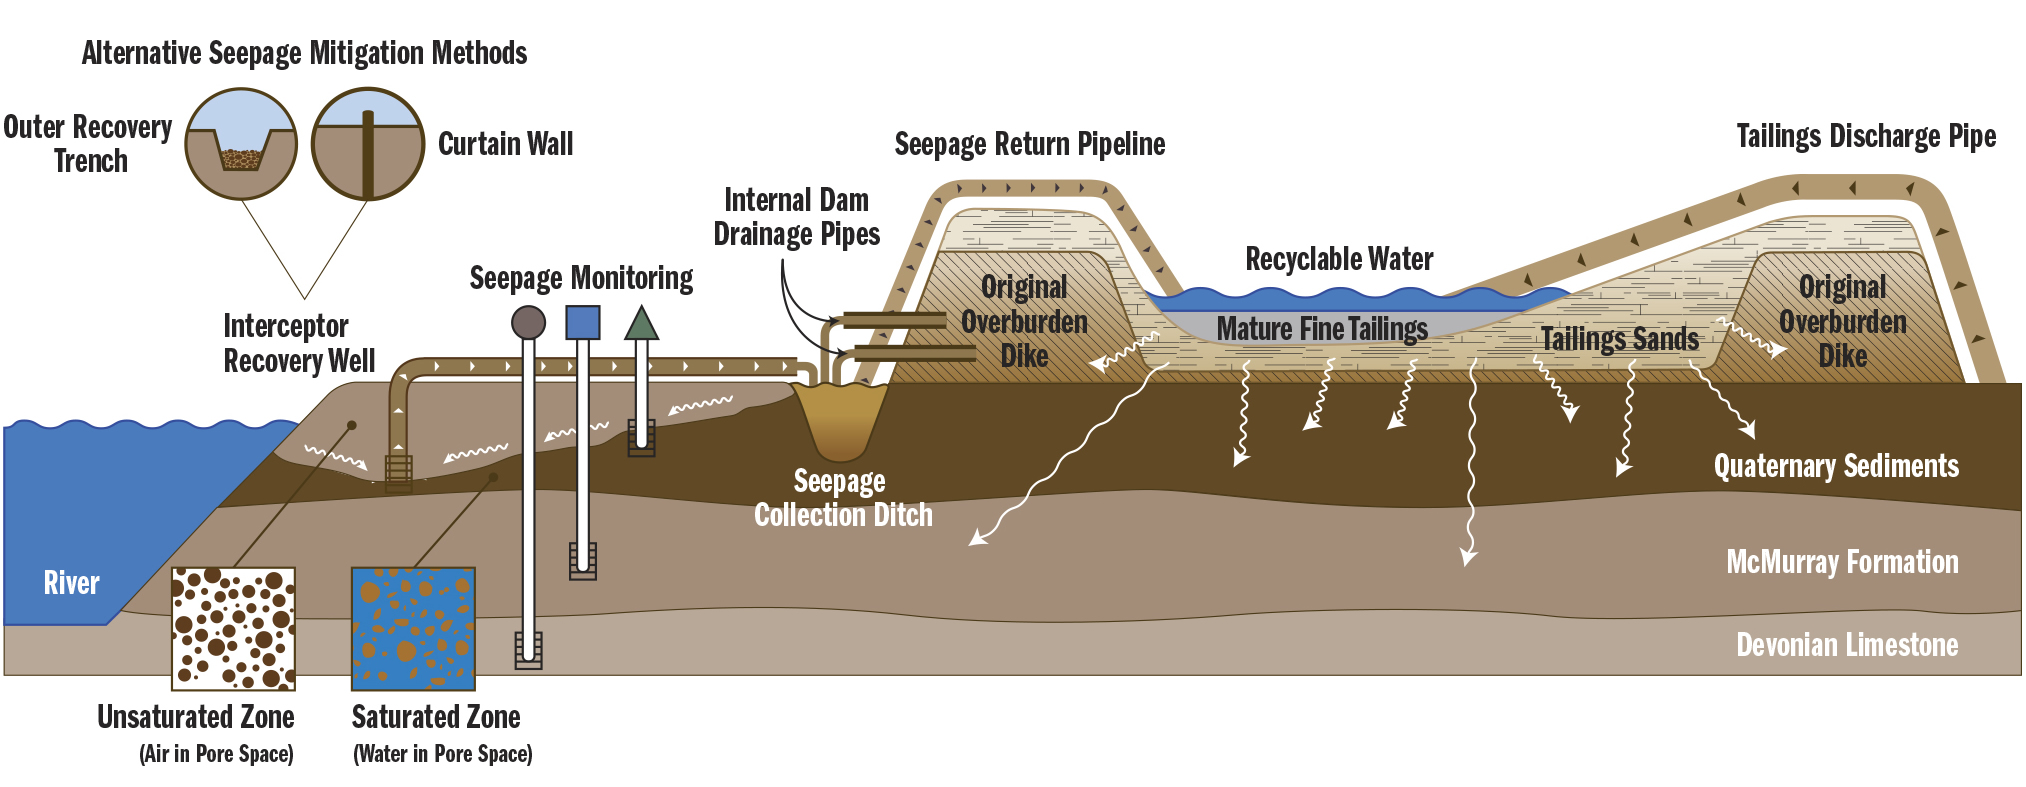 Alternative Seepage Mitigation Methods
Outer Recovery
Trench
Curtain Wall
Interceptor
Recovery Well
Seepage Monitoring
Internal Dam
Drainage Pipes
Seepage Return Pipeline
Recyclable Water
Tailings Discharge Pipe
Original
Overburden
Dike
Mature Fine Tailings
Tailings Sands
Original
Overburden
Dike
Seepage
Collection Ditch
Quaternary Sediments
McMurray Formation
Devonian Limestone
River
Unsaturated Zone
(Air in Pore Space)
Saturated Zone
(Water in Pore Space)